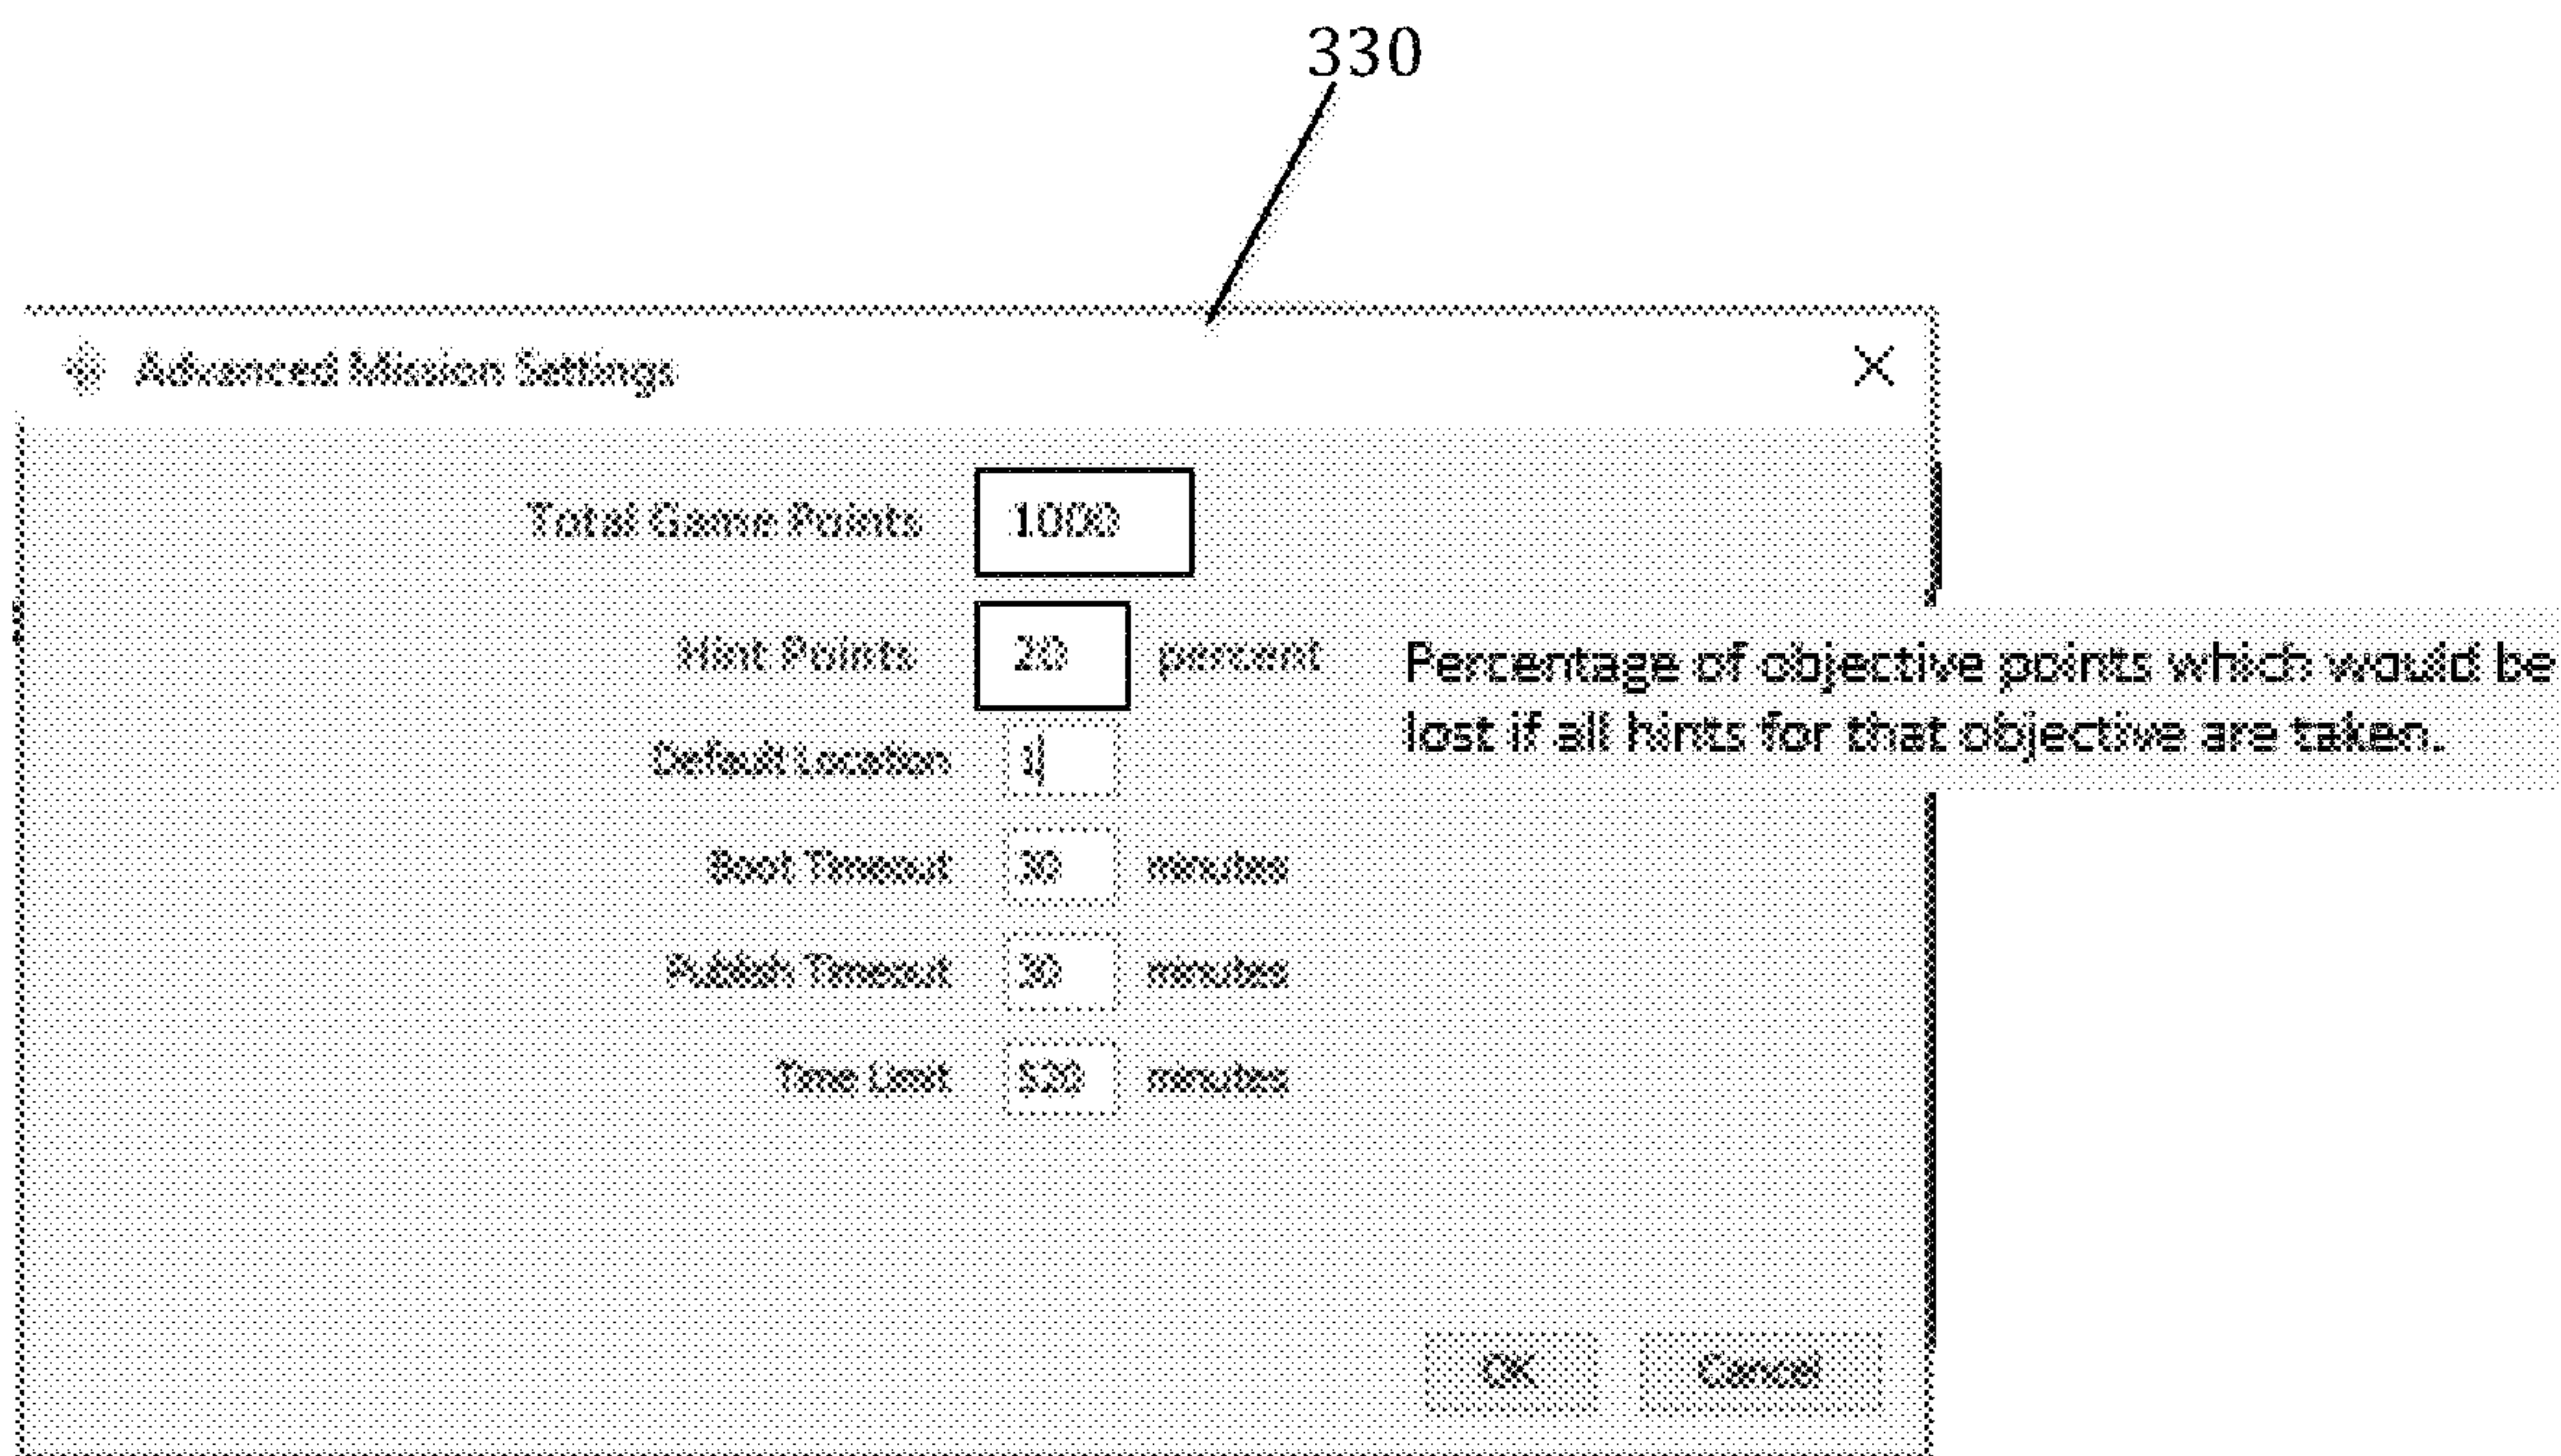 330
Advanced Mission Settings
Total Game Points 1000
Hint Points 20 percent Percentage of objective points which would be
lost if all hints for that objective are taken.
Default Location 1
Boot Timeout 30 minutes
Publish Timeout 30 minutes
Time Limit 520 minutes
OK Cancel